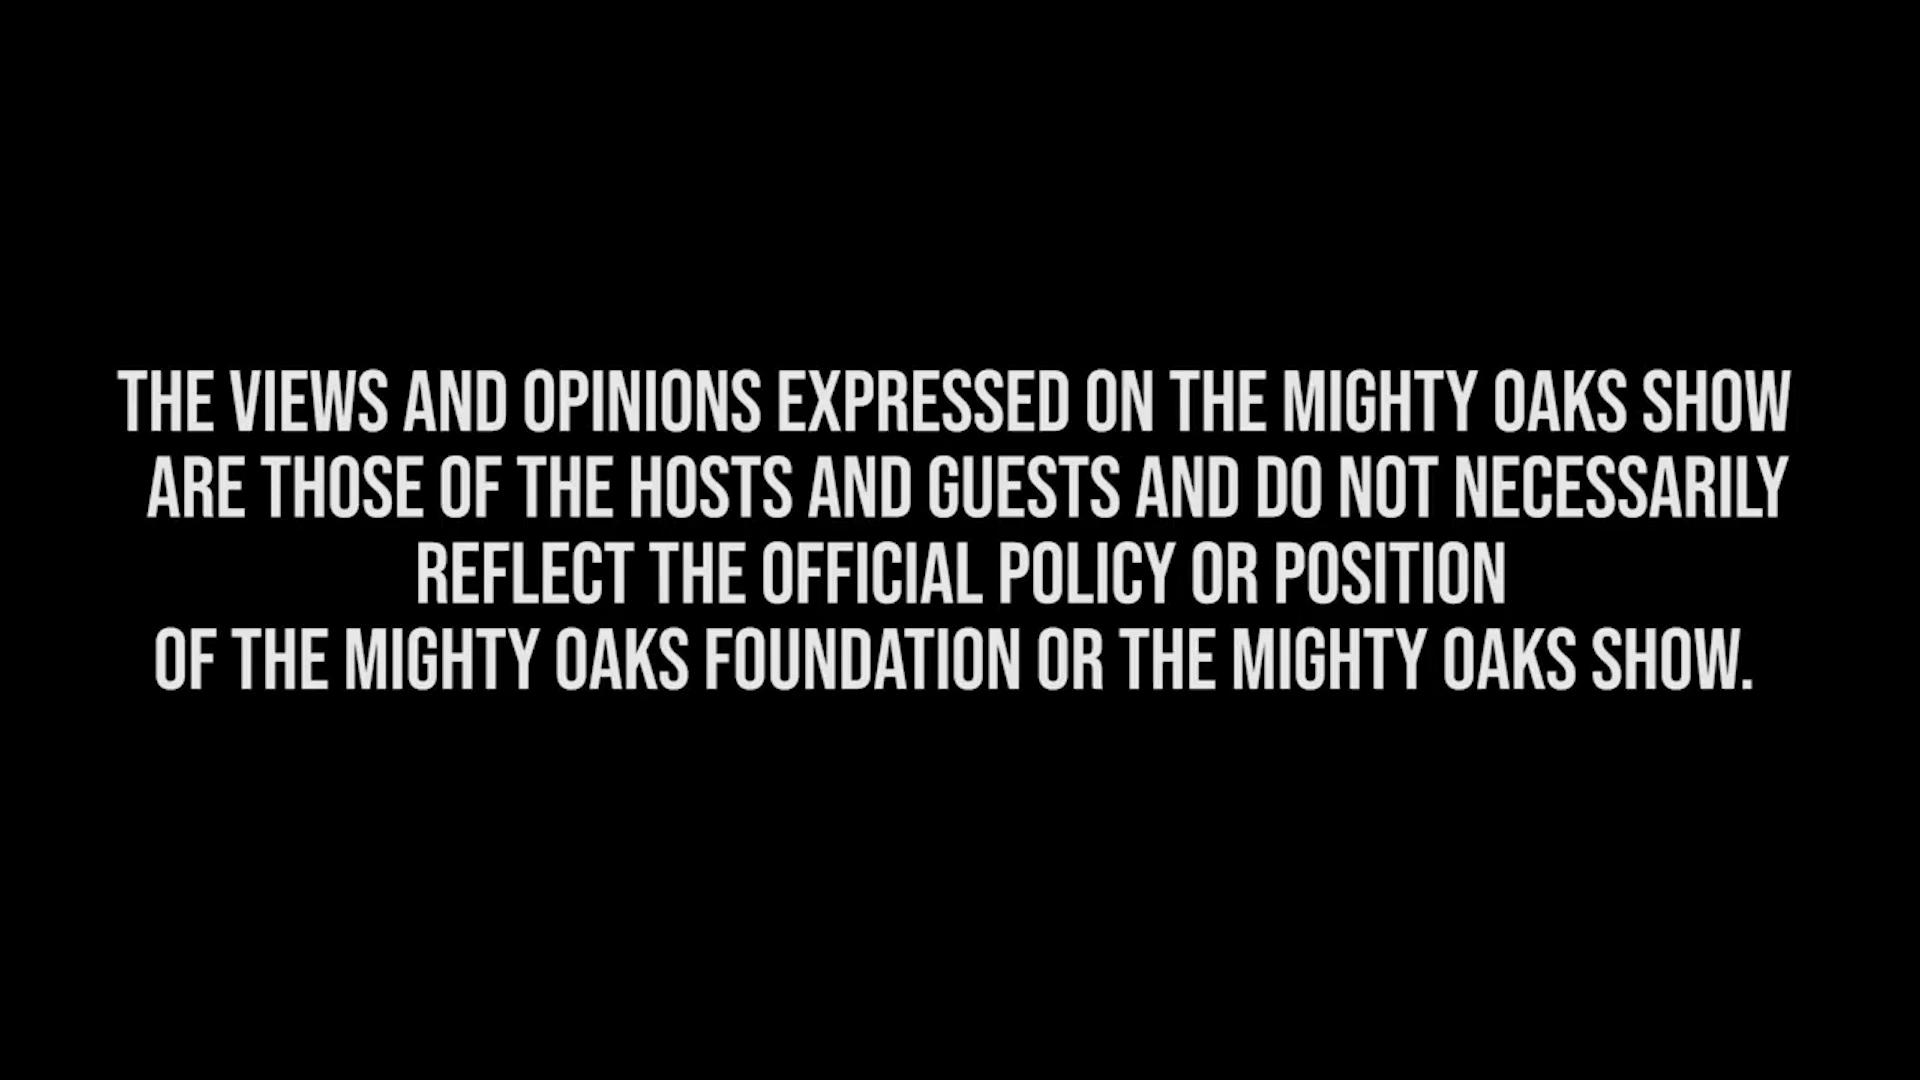 THE VIEWS AND OPINIONS EXPRESSED ON THE MIGHTY OAKS SHOW
ARE THOSE OF THE HOSTS AND GUESTS AND DO NOT NECESSARILY
REFLECT THE OFFICIAL POLICY OR POSITION
OF THE MIGHTY OAKS FOUNDATION OR THE MIGHTY OAKS SHOW.